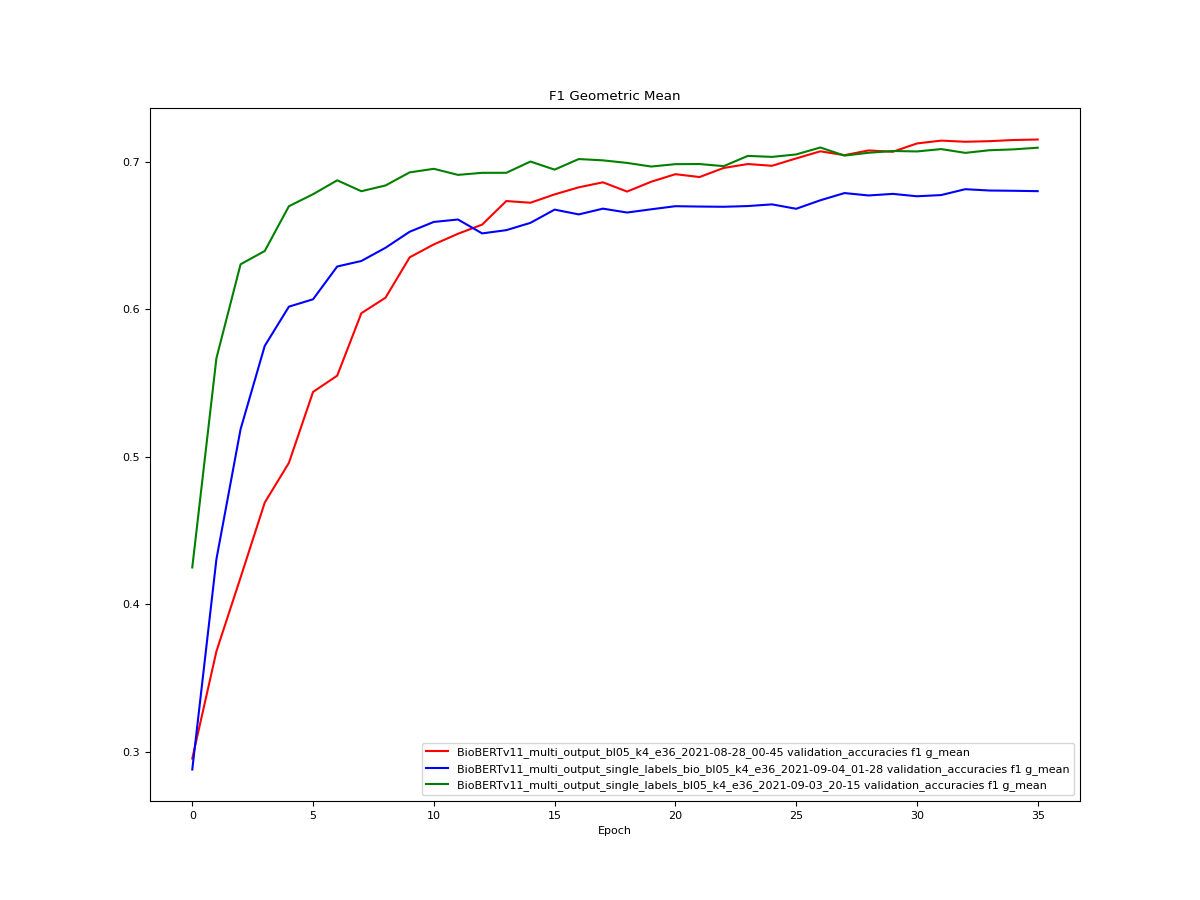 F1 Geometric Mean
0.7
0.6
0.5
0.4
0.3
BioBERTv11_multi_output_bl05_k4_e36_2021-08-28_00-45 validation_accuracies f1 g_mean
BioBERTv11_multi_output_single_labels_bio_bl05_k4_e36_2021-09-04_01-28 validation_accuracies f1 g_mean
BioBERTv11_multi_output_single_labels_bl05_k4_e36_2021-09-03_20-15 validation_accuracies f1 g_mean
0 5 10 15 20 25 30 35
Epoch